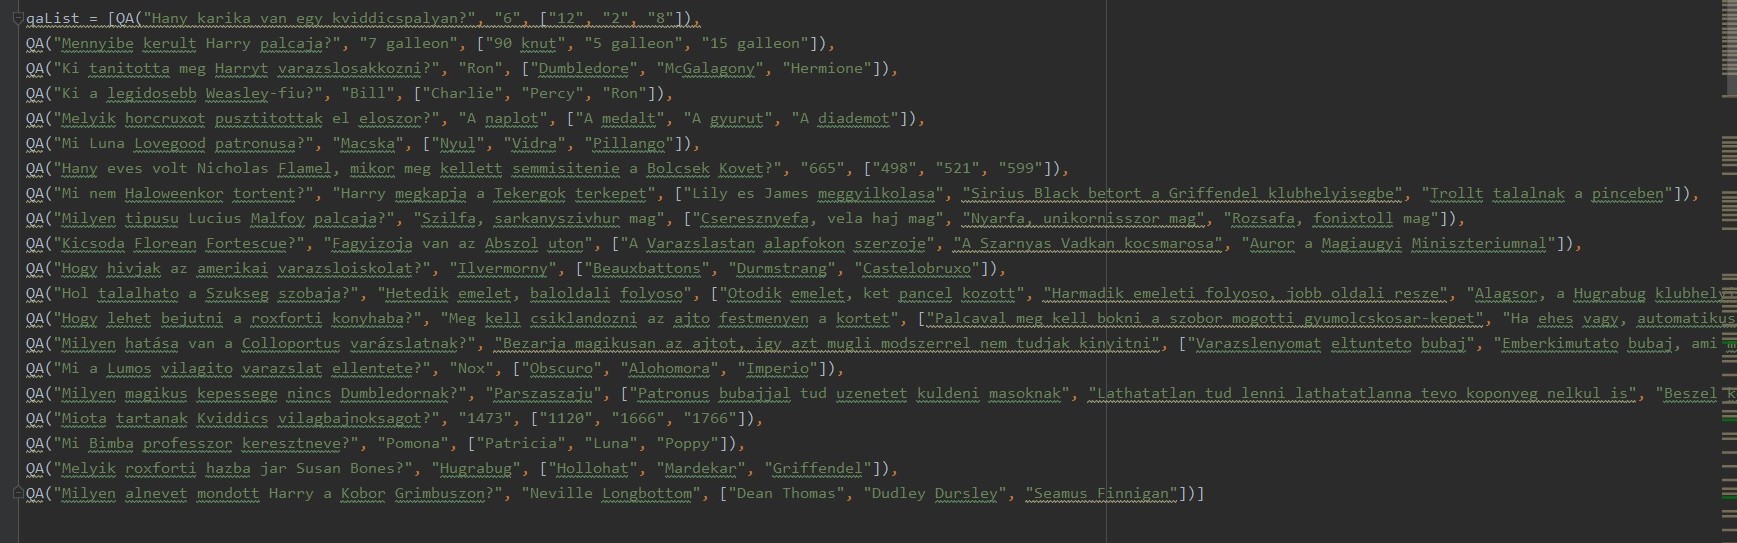 qaList = [QA("Hany karika van egy kviddicspalyan?", "6", ["12", "2", "8"]),
QA("Mennyibe kerult Harry palcaja?", "7 galleon", ["90 knut", "5 galleon", "15 galleon"]),
QA("Ki tanitotta meg Harryt varazslosakkozni?", "Ron", ["Dumbledore", "McGalagony", "Hermione"]),
QA("Ki a legidosebb Weasley-fiu?", "Bill", ["Charlie", "Percy", "Ron"]),
QA("Melyik horcruxot pusztitottak el eloszor?", "A naplot", ["A medalt", "A gyurut", "A diademot"]),
QA("Mi Luna Lovegood patronusa?", "Macska", ["Nyul", "Vidra", "Pillango"]),
QA("Hany eves volt Nicholas Flamel, mikor meg kellett semmisitenie a Bolcsek Kovet?", "665", ["498", "521", "599"]),
QA("Mi nem Haloweenkor tortent?", "Harry megkapja a Tekergok terkepet", ["Lily es James meggyilkolasa", "Sirius Black betort a Griffendel klubhelyisegbe", "Trollt talalnak a pinceben"]),
QA("Milyen tipusu Lucius Malfoy palcaja?", "Szilfa, sarkanyszivhur mag", ["Cseresznyefa, vela haj mag", "Nyarfa, unikornisszor mag", "Rozsafa, fonixtoll mag"]),
QA("Kicsoda Florean Fortescue?", "Fagyizoja van az Abszol uton", ["A Varazslastan alapfokon szerzoje", "A Szarnyas Vadkan kocsmarosa", "Auror a Magiaugyi Miniszteriumnal"]),
QA("Hogy hivjak az amerikai varazsloiskolat?", "Ilvermorny", ["Beauxbattons", "Durmstrang", "Castelobruxo"]),
QA("Hol talalhato a Szukseg szobaja?", "Hetedik emelet, baloldali folyoso", ["Otodik emelet, ket pancel kozott", "Harmadik emeleti folyoso, jobb oldali resze", "Alagsor, a Hugrabug klubhely
QA("Hogy lehet bejutni a roxforti konyhaba?", "Meg kell csiklandozni az ajto festmenyen a kortet", ["Palcaval meg kell bokni a szobor mogotti gyumolcskosar-kepet", "Ha ehes vagy, automatikus
QA("Milyen hatása van a Colloportus varázslatnak?", "Bezarja magikusan az ajtot, igy azt mugli modszerrel nem tudjak kinyitni", ["Varazslenyomat eltunteto bubaj", "Emberkimutato bubaj, ami
QA("Mi a Lumos vilagito varazslat ellentete?", "Nox", ["Obscuro", "Alohomora", "Imperio"]),
QA("Milyen magikus kepessege nincs Dumbledornak?", "Parszaszaju", ["Patronus bubajjal tud uzenetet kuldeni masoknak", "Lathatatlan tud lenni lathatatlanna tevo koponyeg nelkul is", "Beszel
QA("Miota tartanak Kviddics vilagbajnoksagot?", "1473", ["1120", "1666", "1766"]),
QA("Mi Bimba professzor keresztneve?", "Pomona", ["Patricia", "Luna", "Poppy"]),
QA("Melyik roxforti hazba jar Susan Bones?", "Hugrabug", ["Hollohat", "Mardekar", "Griffendel"]),
QA("Milyen alnevet mondott Harry a Kobor Grimbuszon?", "Neville Longbottom", ["Dean Thomas", "Dudley Dursley", "Seamus Finnigan"])]